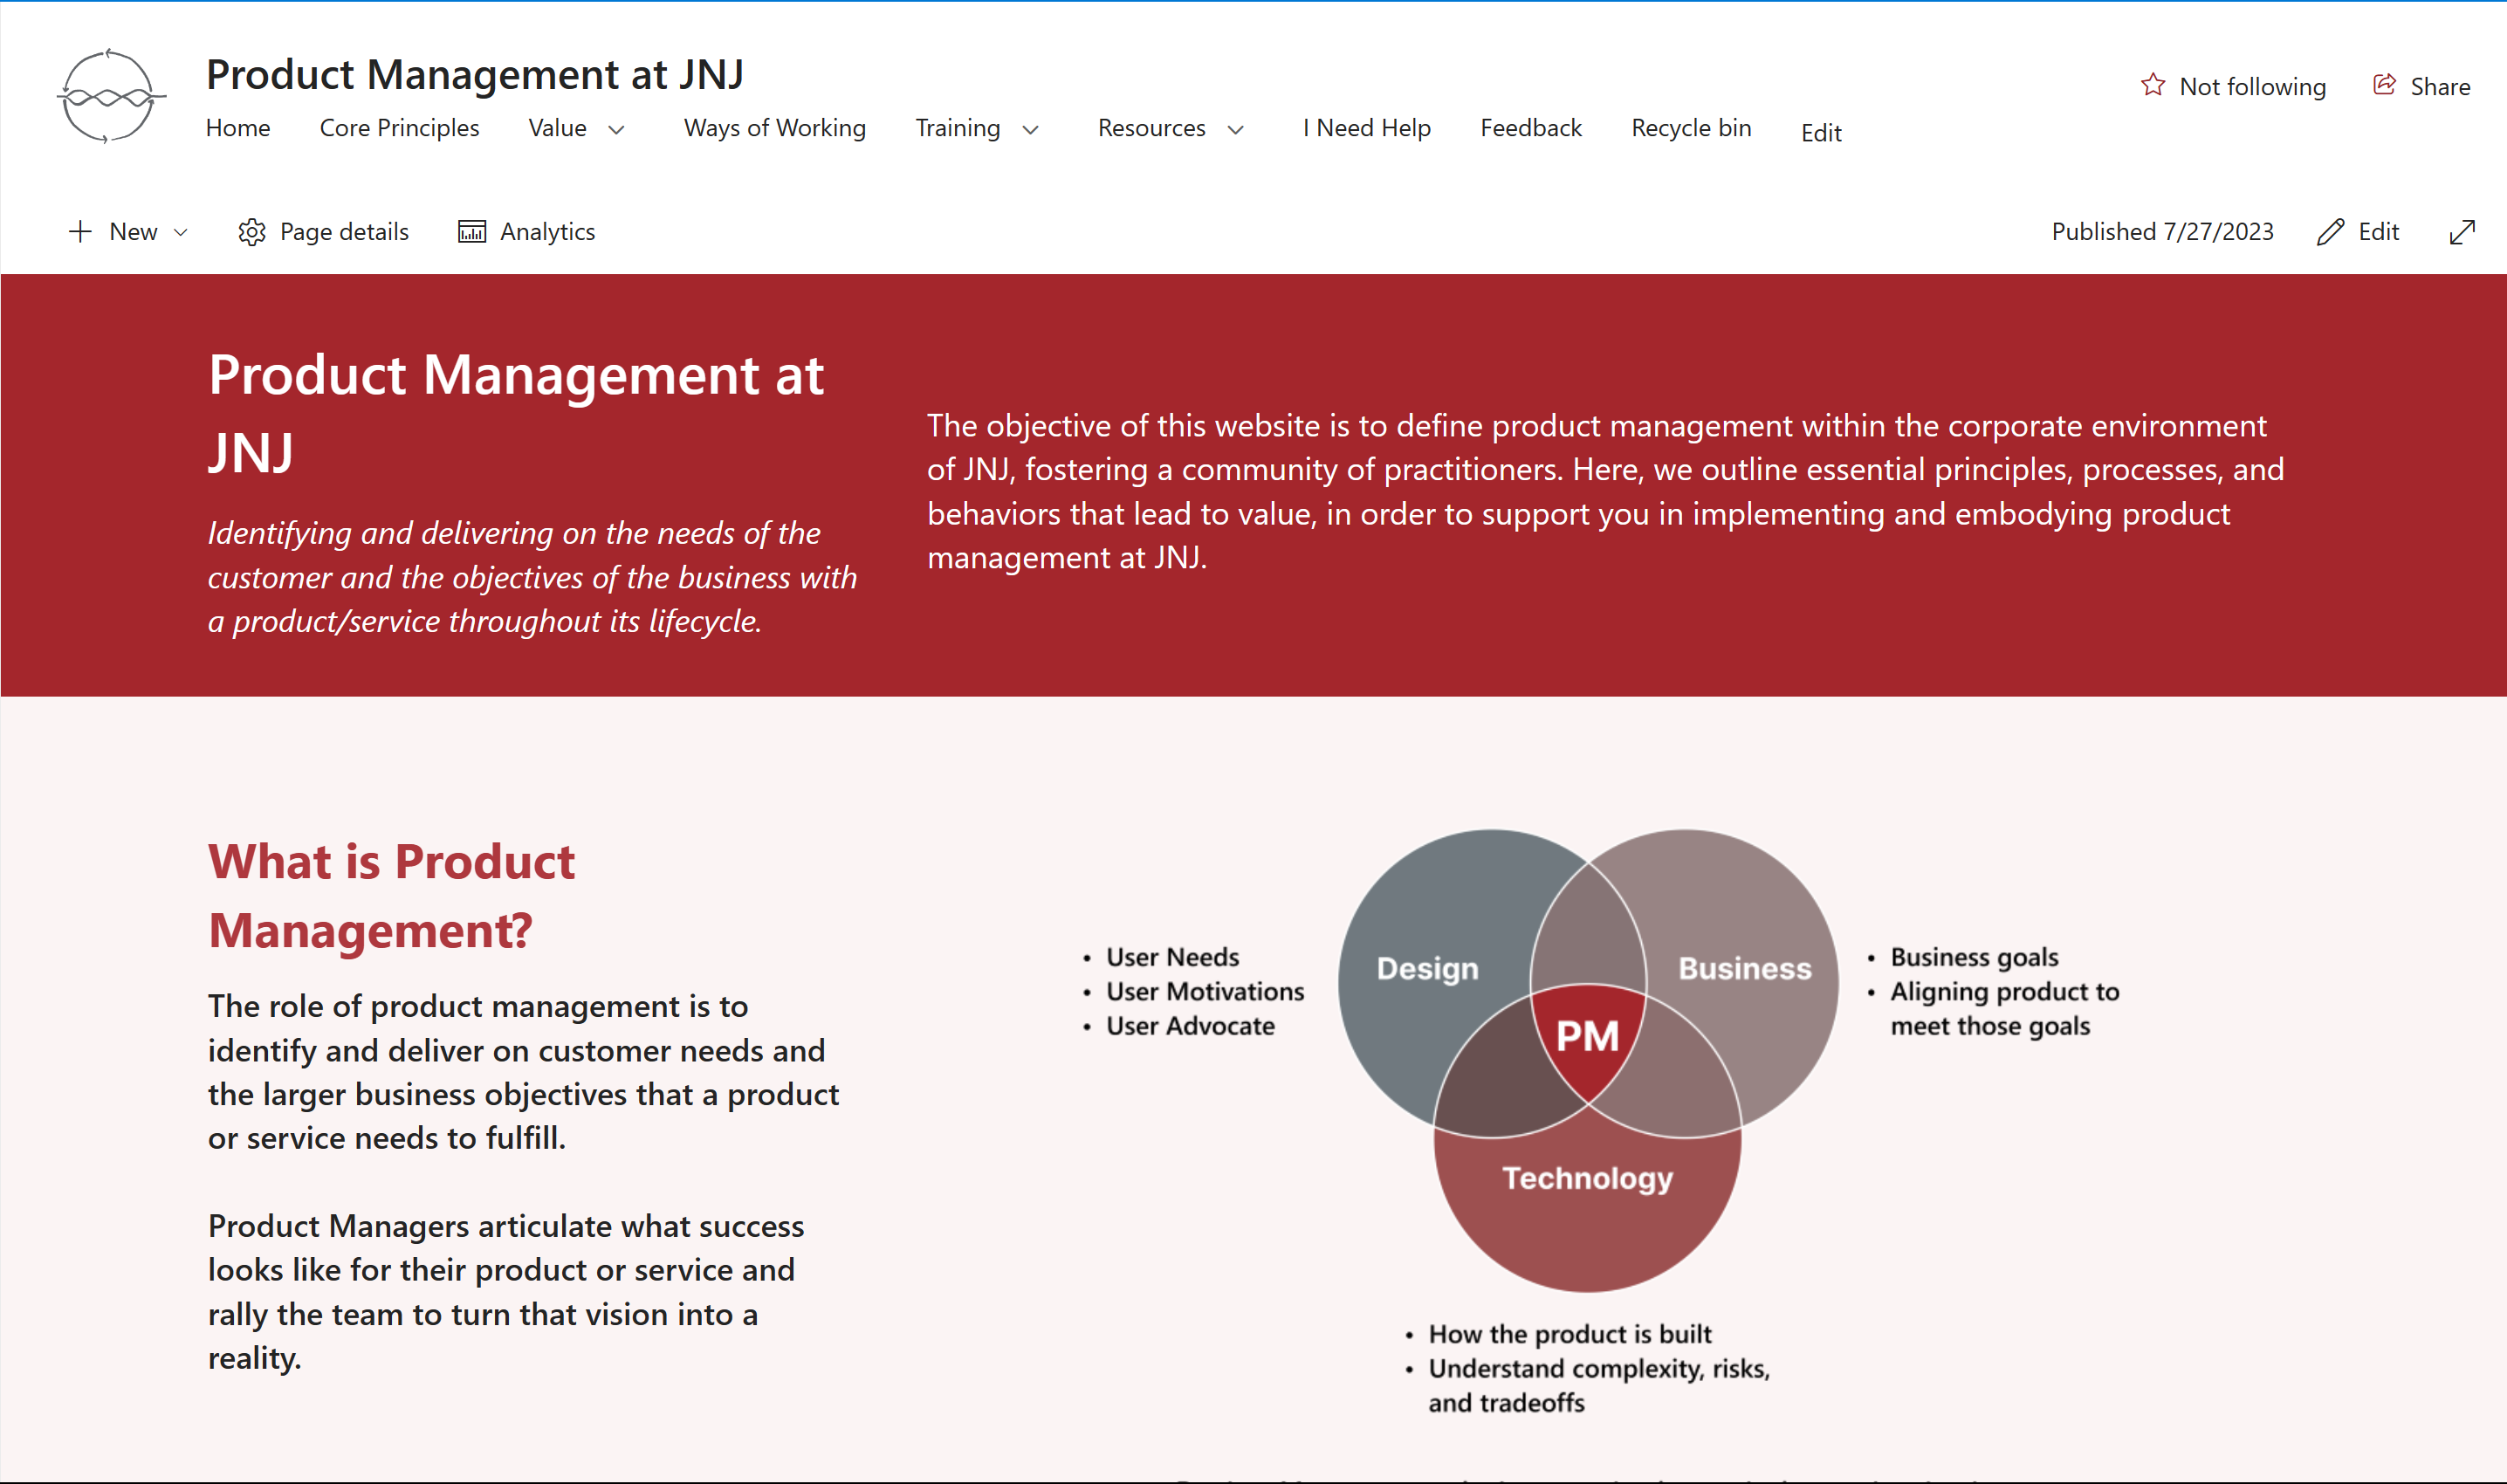 Product Management at JNJ
Not following
Share
Home
Core Principles
Value
Ways of Working
Training
Resources
I Need Help
Feedback
Recycle bin
Edit
New
Page details
Analytics
Published 7/27/2023
Edit
Product Management at
JNJ
Identifying and delivering on the needs of the
customer and the objectives of the business with
a product/service throughout its lifecycle.
The objective of this website is to define product management within the corporate environment
of JNJ, fostering a community of practitioners. Here, we outline essential principles, processes, and
behaviors that lead to value, in order to support you in implementing and embodying product
management at JNJ.
What is Product
Management?
The role of product management is to
identify and deliver on customer needs and
the larger business objectives that a product
or service needs to fulfill.
Product Managers articulate what success
looks like for their product or service and
rally the team to turn that vision into a
reality.
• User Needs
• User Motivations
• User Advocate
Design
Business
PM
Technology
• Business goals
• Aligning product to
meet those goals
• How the product is built
• Understand complexity, risks,
and tradeoffs